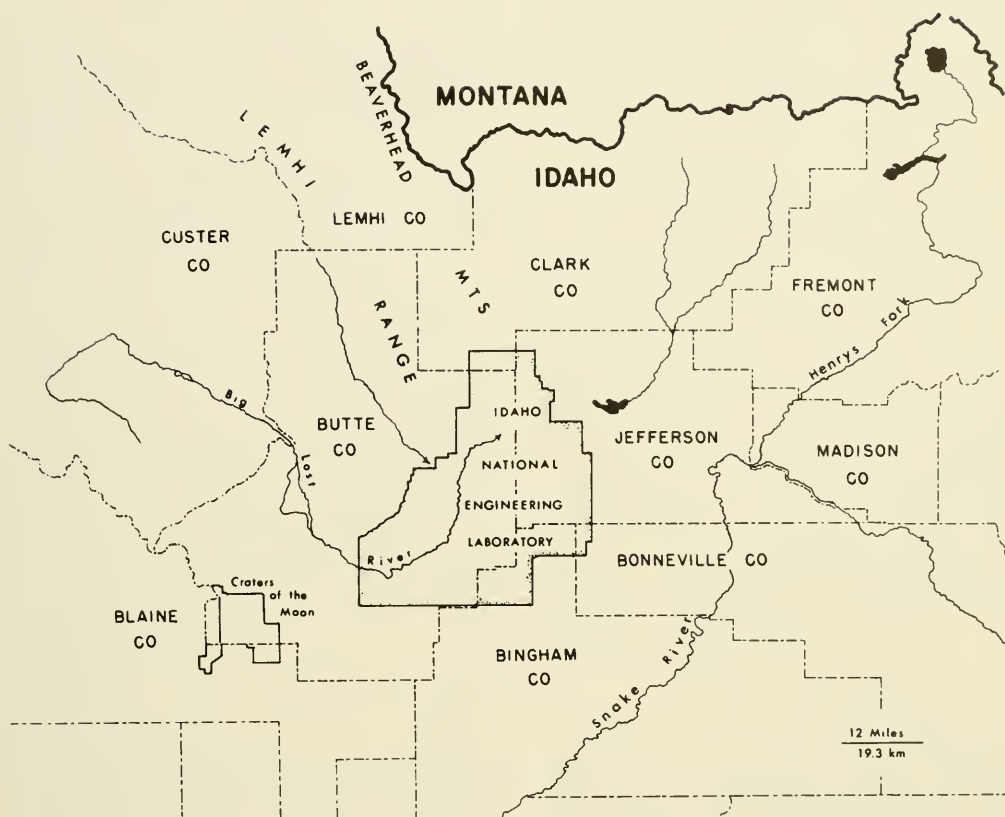 MONTANA
BEAVERHEAD
LEMHI
IDAHO
LEMHI CO
CUSTER
CO
CLARK
CO
MTS
FREMONT
CO
RANGE
Henrys Fork
Big
Lost
River
BUTTE
CO
IDAHO
NATIONAL
ENGINEERING
LABORATORY
JEFFERSON
CO
MADISON
CO
BONNEVILLE CO
Craters
of the
Moon
BLAINE
CO
BINGHAM
CO
Snake River
12 Miles
19.3 km